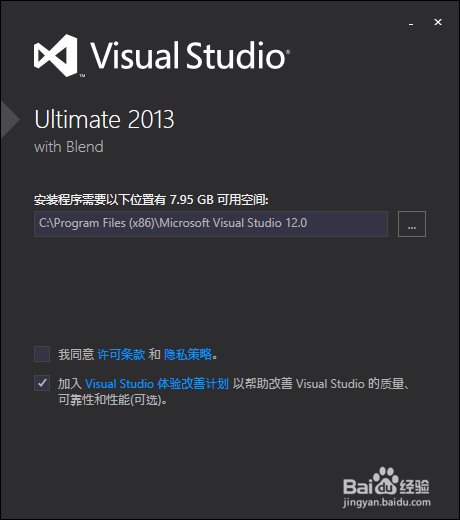 Visual Studio®
™
Ultimate 2013
with Blend
安装程序需要以下位置有 7.95 GB 可用空间:
C:\Program Files (x86)\Microsoft Visual Studio 12.0
...
我同意 许可条款 和 隐私策略。
加入 Visual Studio 体验改善计划 以帮助改善 Visual Studio 的质量、
可靠性和性能(可选)。
Baidu经验
jingyan.baidu.com